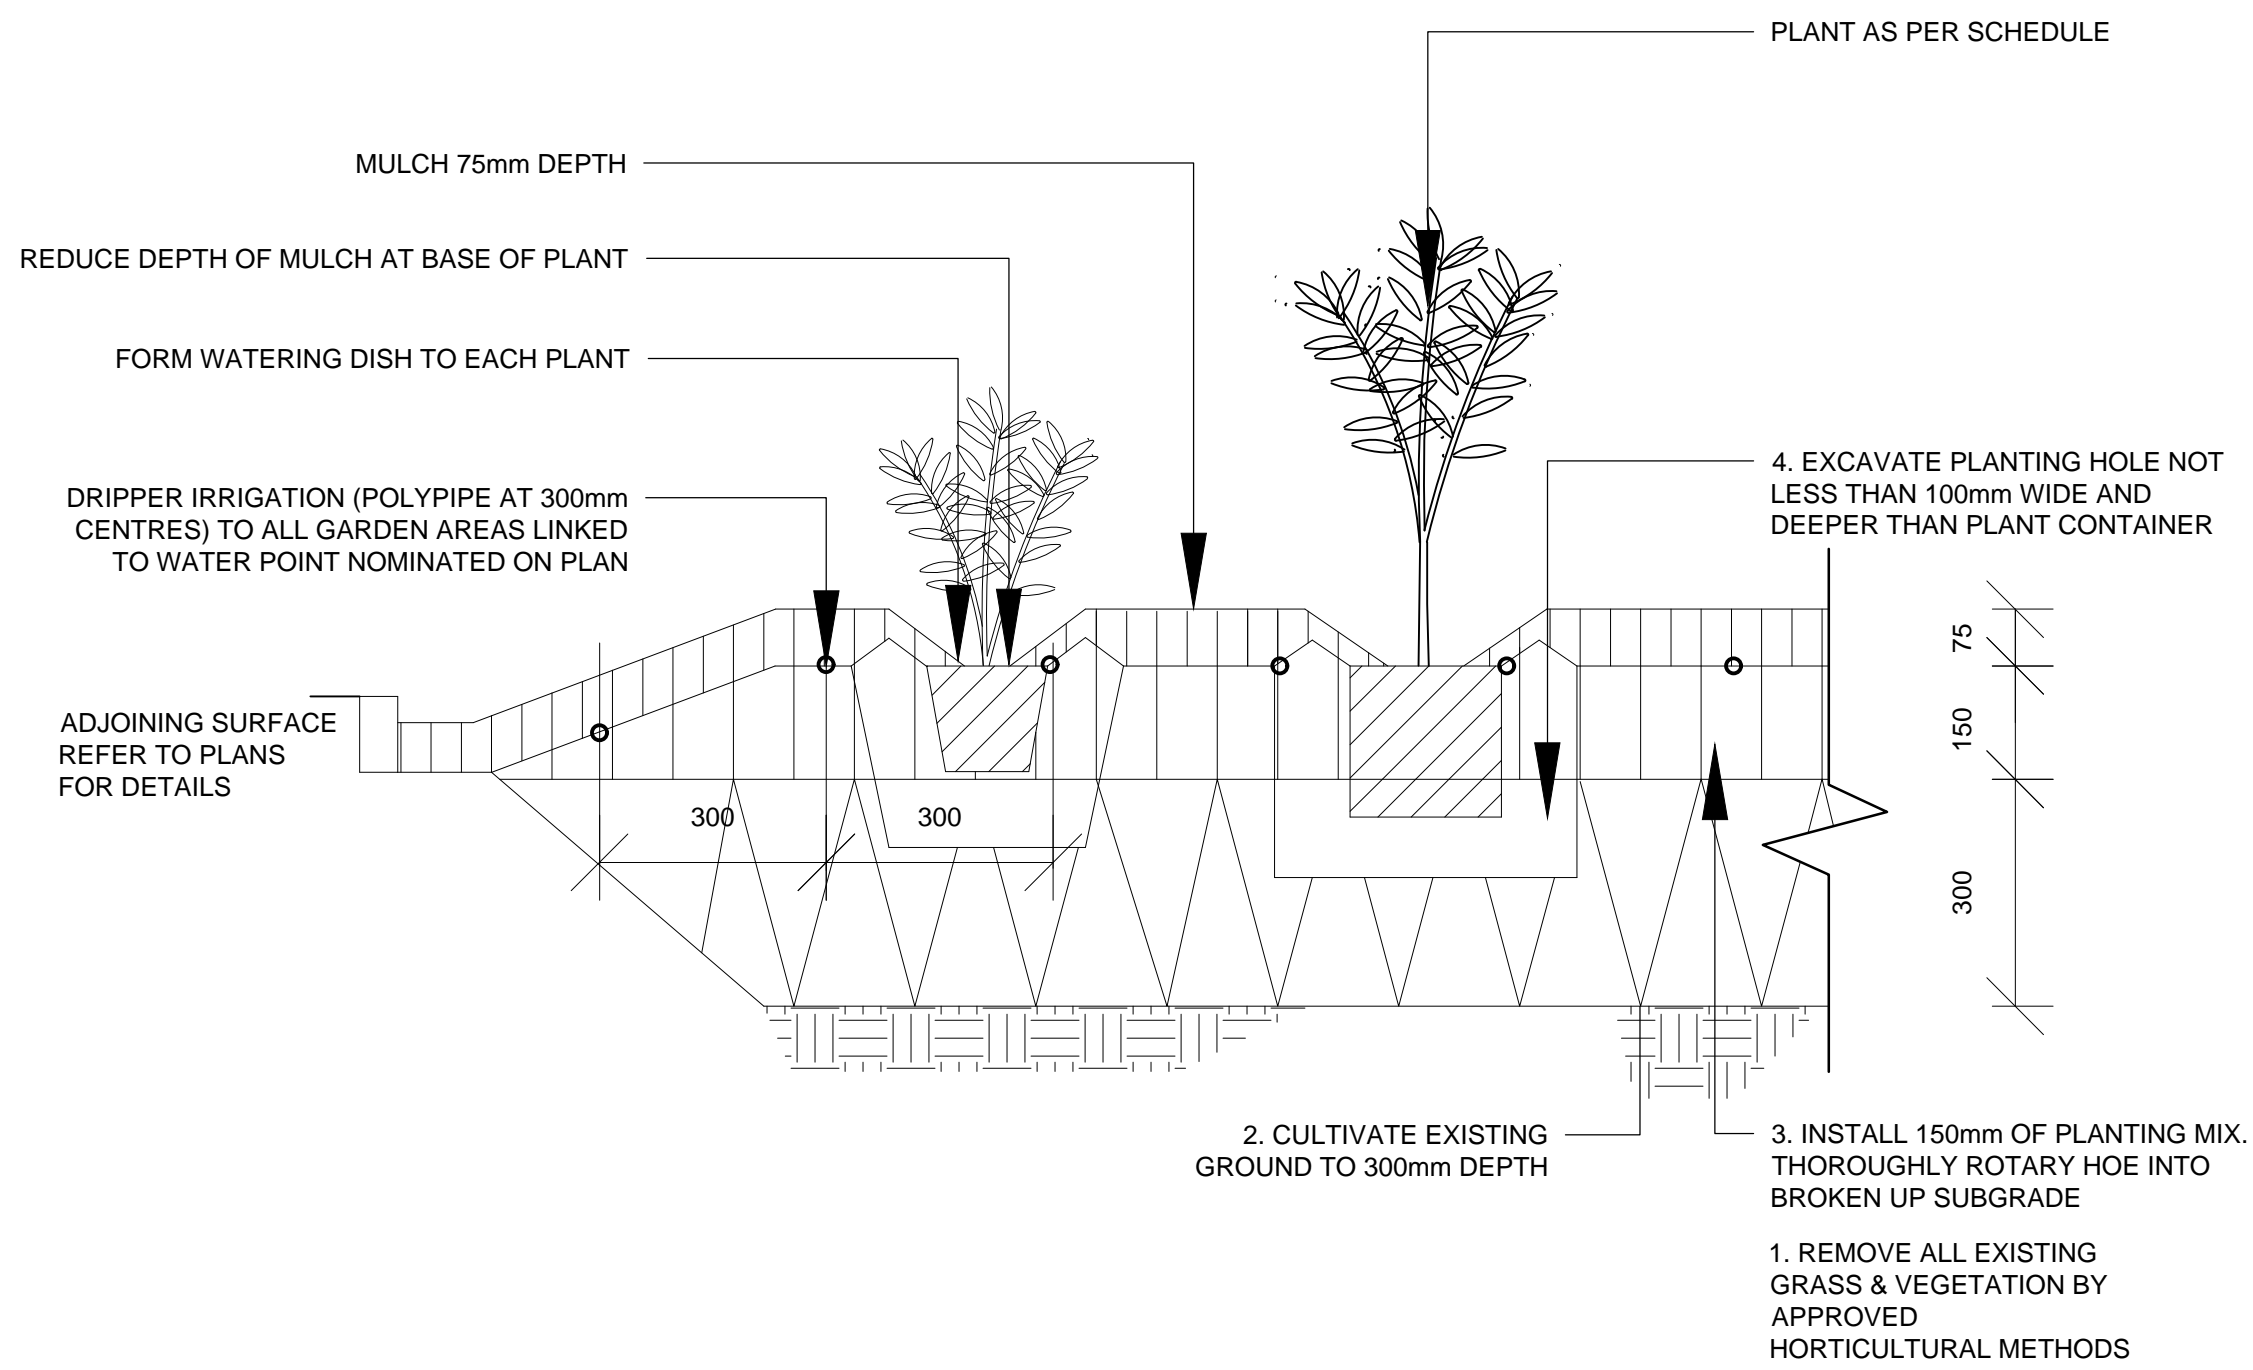 PLANT AS PER SCHEDULE
MULCH 75mm DEPTH
REDUCE DEPTH OF MULCH AT BASE OF PLANT
FORM WATERING DISH TO EACH PLANT
DRIPPER IRRIGATION (POLYPIPE AT 300mm
CENTRES) TO ALL GARDEN AREAS LINKED
TO WATER POINT NOMINATED ON PLAN
4. EXCAVATE PLANTING HOLE NOT
LESS THAN 100mm WIDE AND
DEEPER THAN PLANT CONTAINER
ADJOINING SURFACE
REFER TO PLANS
FOR DETAILS
75
150
300
300
300
2. CULTIVATE EXISTING
GROUND TO 300mm DEPTH
3. INSTALL 150mm OF PLANTING MIX.
THOROUGHLY ROTARY HOE INTO
BROKEN UP SUBGRADE
1. REMOVE ALL EXISTING
GRASS & VEGETATION BY
APPROVED
HORTICULTURAL METHODS